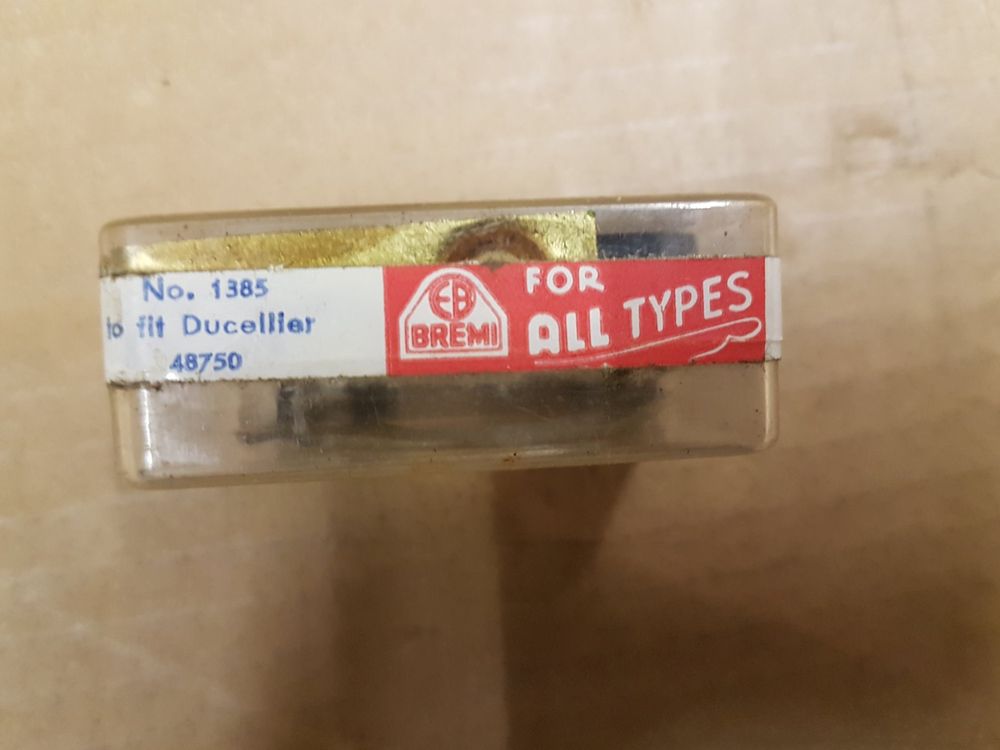 No. 1385
to fit Ducellier
48750
EB
BREMI
FOR
ALL TYPES